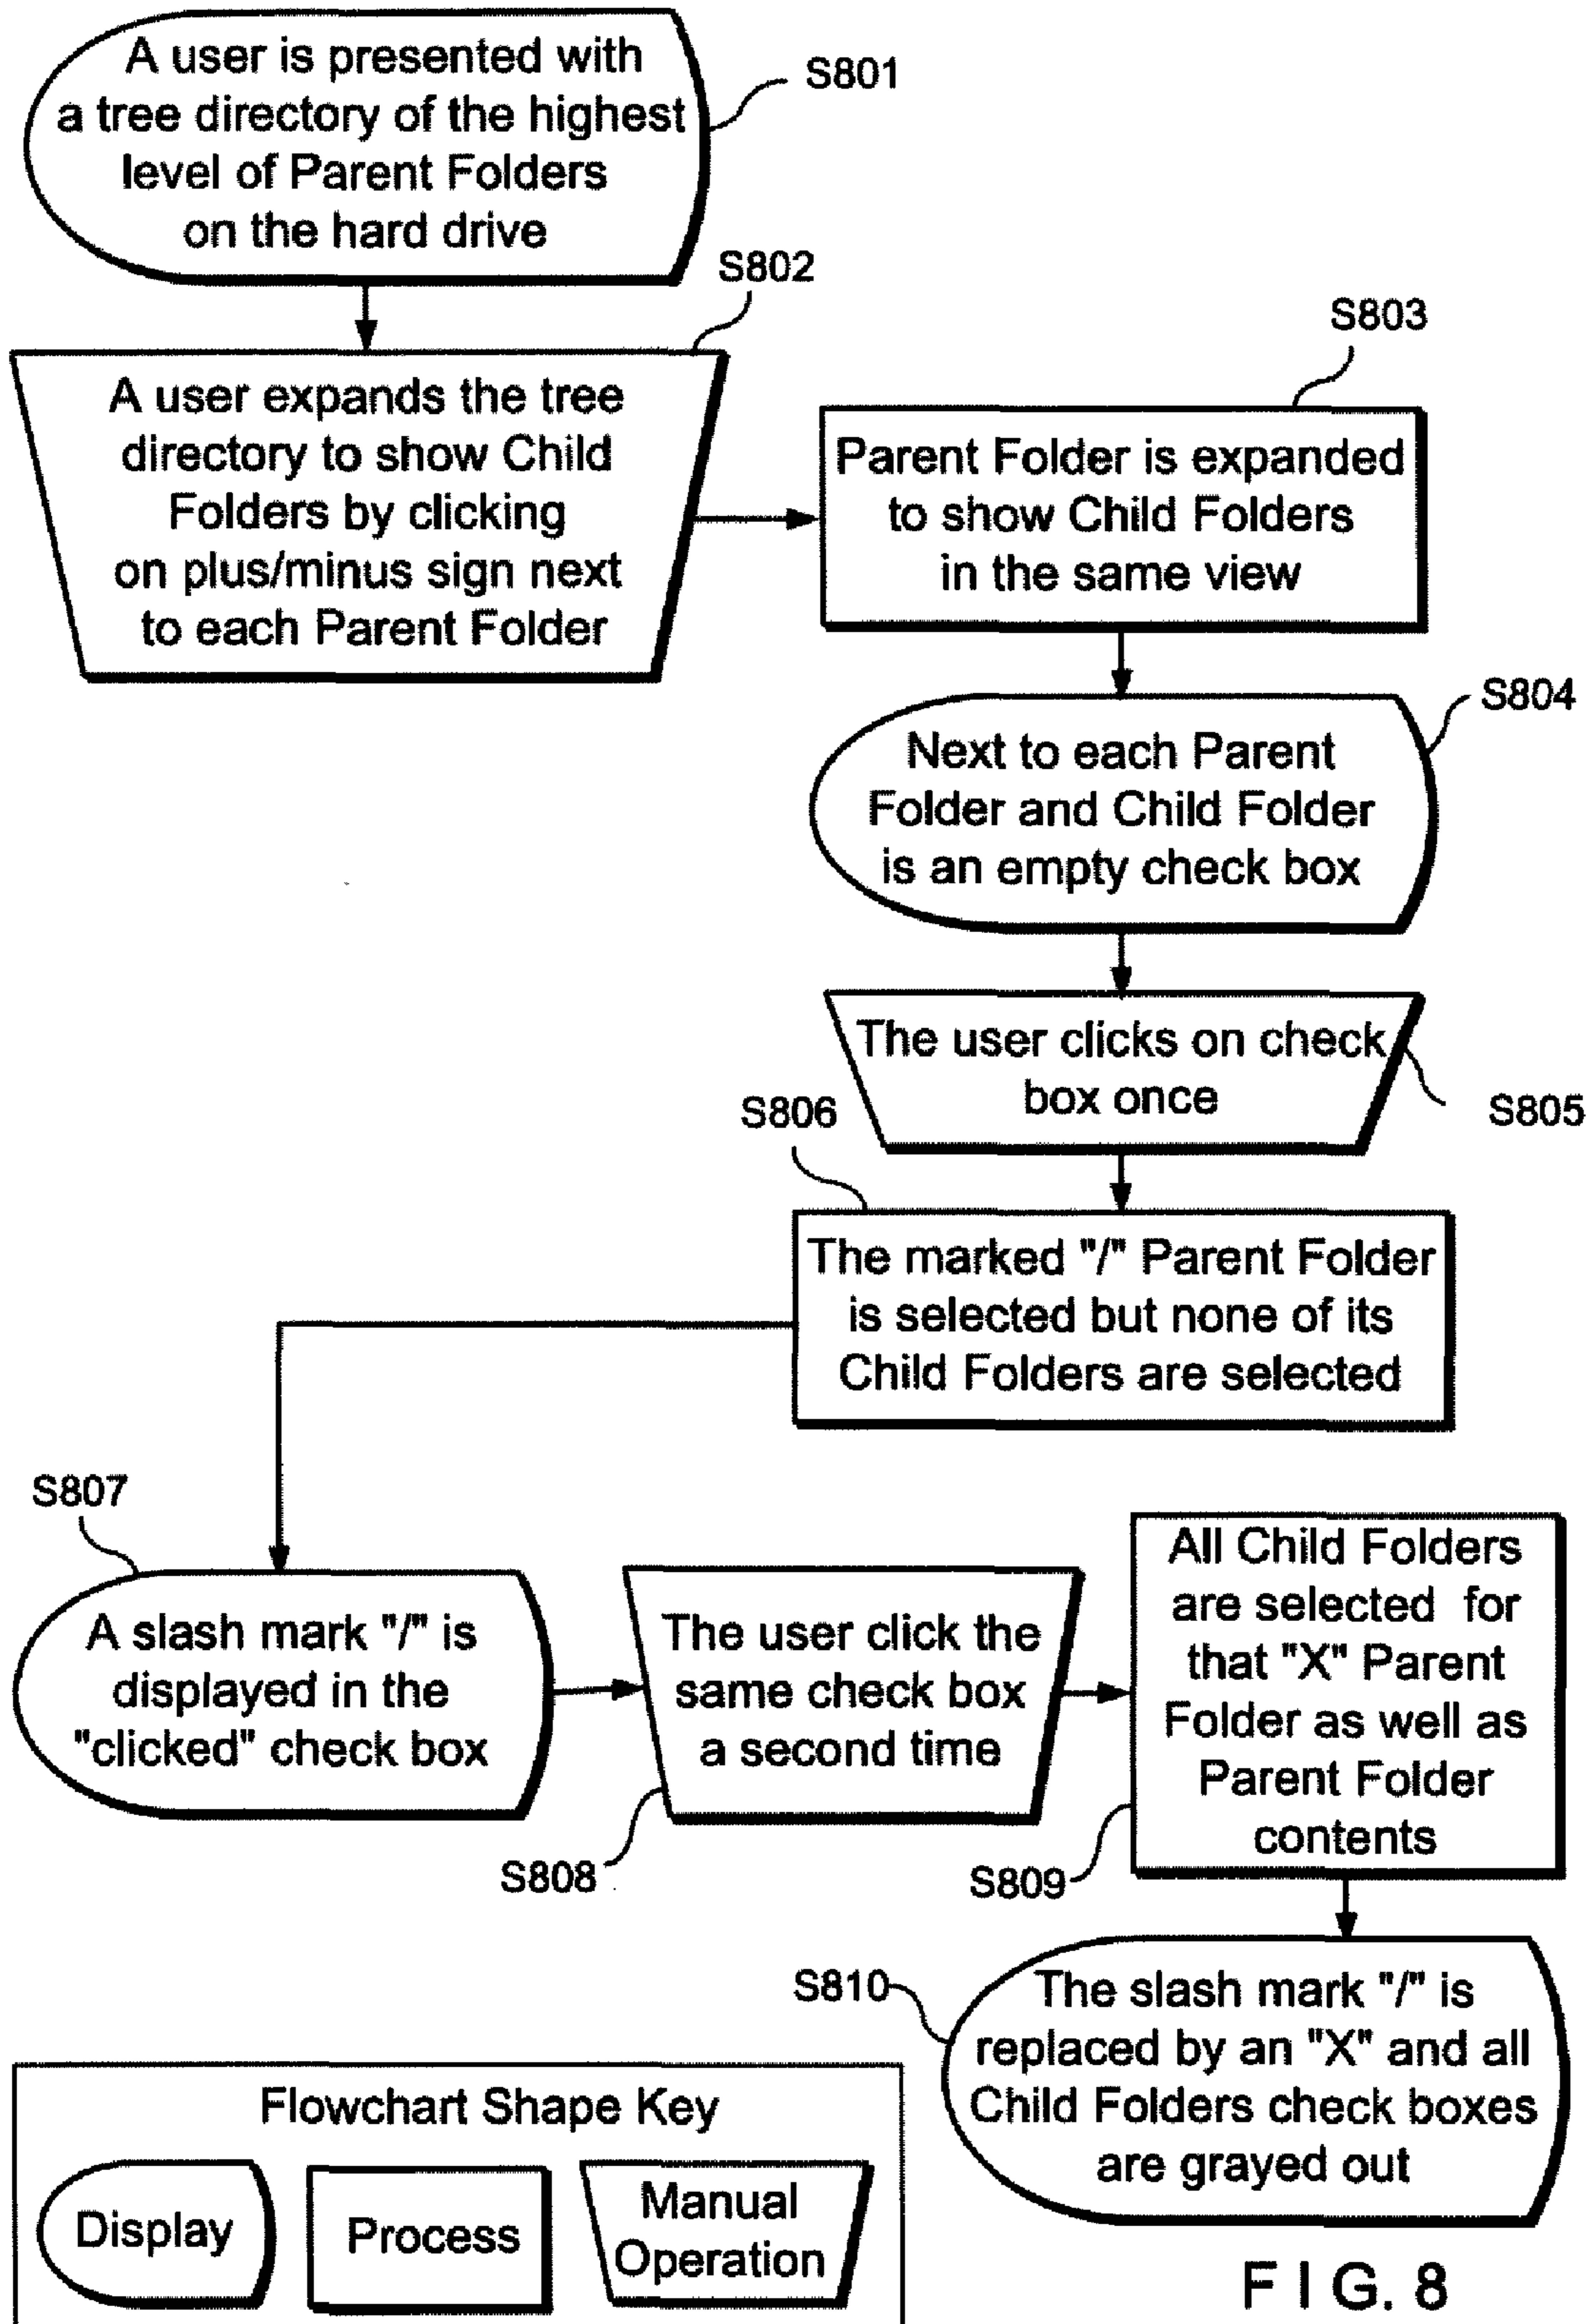 A user is presented with
a tree directory of the highest
level of Parent Folders
on the hard drive
S801
S802
A user expands the tree
directory to show Child
Folders by clicking
on plus/minus sign next
to each Parent Folder
S803
Parent Folder is expanded
to show Child Folders
in the same view
S804
Next to each Parent
Folder and Child Folder
is an empty check box
The user clicks on check
box once
S805
S806
The marked "/" Parent Folder
is selected but none of its
Child Folders are selected
S807
A slash mark "/" is
displayed in the
"clicked" check box
The user click the
same check box
a second time
S808
All Child Folders
are selected for
that "X" Parent
Folder as well as
Parent Folder
contents
S809
S810
The slash mark "/" is
replaced by an "X" and all
Child Folders check boxes
are grayed out
Flowchart Shape Key
Display
Process
Manual
Operation
F I G. 8